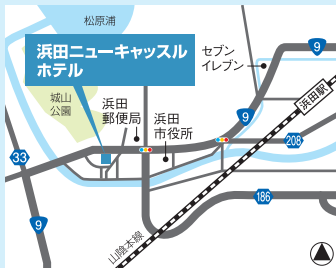 松原浦
浜田ニューキャッスル
ホテル
セブン
イレブン
9
城山
公園
浜田
郵便局
浜田
市役所
浜田駅
9
33
208
186
9
山陰本線